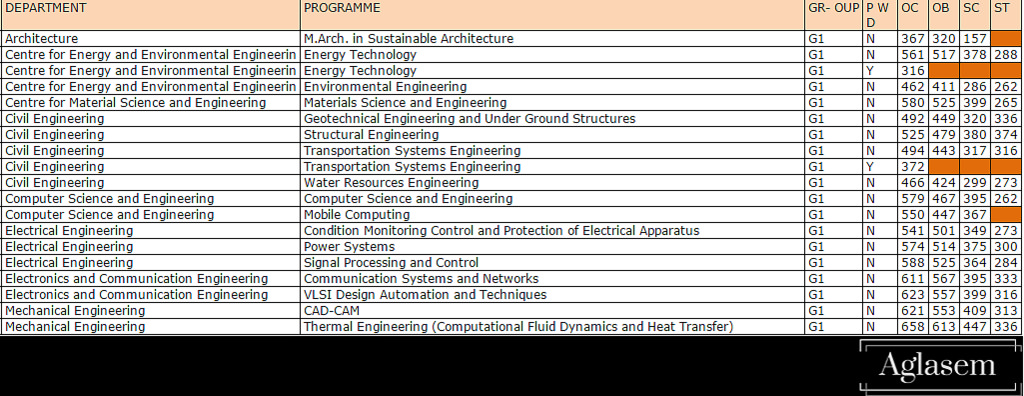 DEPARTMENT PROGRAMME GR- OUP P W D OC OB SC ST
Architecture M.Arch. in Sustainable Architecture G1 N 367 320 157
Centre for Energy and Environmental Engineerin Energy Technology G1 N 561 517 378 288
Centre for Energy and Environmental Engineerin Energy Technology G1 Y 316
Centre for Energy and Environmental Engineerin Environmental Engineering G1 N 462 411 286 262
Centre for Material Science and Engineering Materials Science and Engineering G1 N 580 525 399 265
Civil Engineering Geotechnical Engineering and Under Ground Structures G1 N 492 449 320 336
Civil Engineering Structural Engineering G1 N 525 479 380 374
Civil Engineering Transportation Systems Engineering G1 N 494 443 317 316
Civil Engineering Transportation Systems Engineering G1 Y 372
Civil Engineering Water Resources Engineering G1 N 466 424 299 273
Computer Science and Engineering Computer Science and Engineering G1 N 579 467 395 262
Computer Science and Engineering Mobile Computing G1 N 550 447 367
Electrical Engineering Condition Monitoring Control and Protection of Electrical Apparatus G1 N 541 501 349 273
Electrical Engineering Power Systems G1 N 574 514 375 300
Electrical Engineering Signal Processing and Control G1 N 588 525 364 284
Electronics and Communication Engineering Communication Systems and Networks G1 N 611 567 395 333
Electronics and Communication Engineering VLSI Design Automation and Techniques G1 N 623 557 399 316
Mechanical Engineering CAD-CAM G1 N 621 553 409 313
Mechanical Engineering Thermal Engineering (Computational Fluid Dynamics and Heat Transfer) G1 N 658 613 447 336
Aglasem